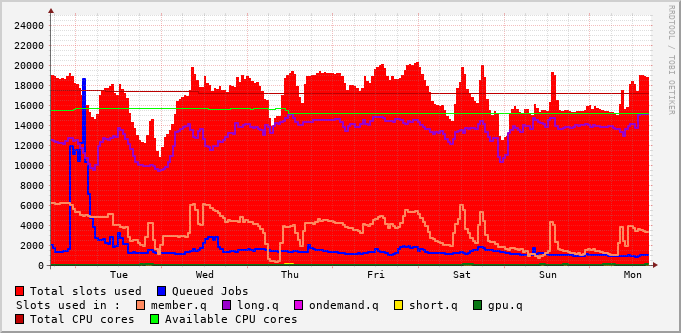 24000
22000
20000
18000
16000
14000
12000
10000
8000
6000
4000
2000
0
Tue Wed Thu Fri Sat Sun Mon
Total slots used Queued Jobs
Slots used in : member.q long.q ondemand.q short.q gpu.q
Total CPU cores Available CPU cores
RRDTOOL / TOBI OETIKER